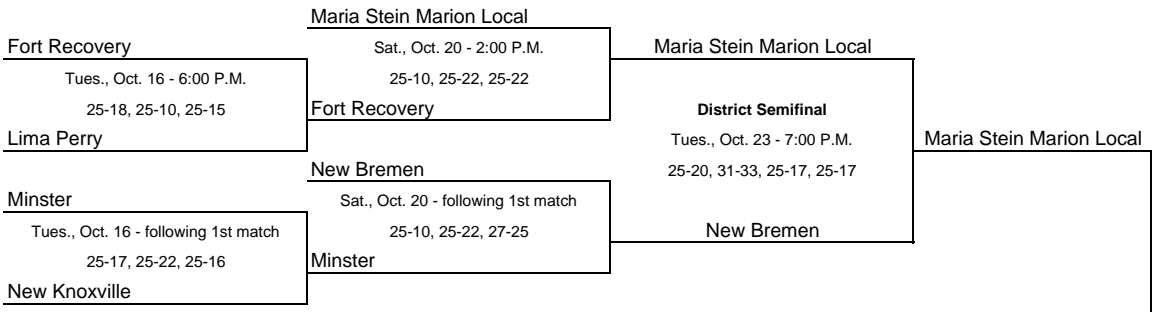 Maria Stein Marion Local
Fort Recovery
Sat., Oct. 20 - 2:00 P.M.
Maria Stein Marion Local
Tues., Oct. 16 - 6:00 P.M.
25-10, 25-22, 25-22
25-18, 25-10, 25-15
Fort Recovery
District Semifinal
Lima Perry
Tues., Oct. 23 - 7:00 P.M.
Maria Stein Marion Local
New Bremen
25-20, 31-33, 25-17, 25-17
Minster
Sat., Oct. 20 - following 1st match
Tues., Oct. 16 - following 1st match
25-10, 25-22, 27-25
New Bremen
25-17, 25-22, 25-16
Minster
New Knoxville